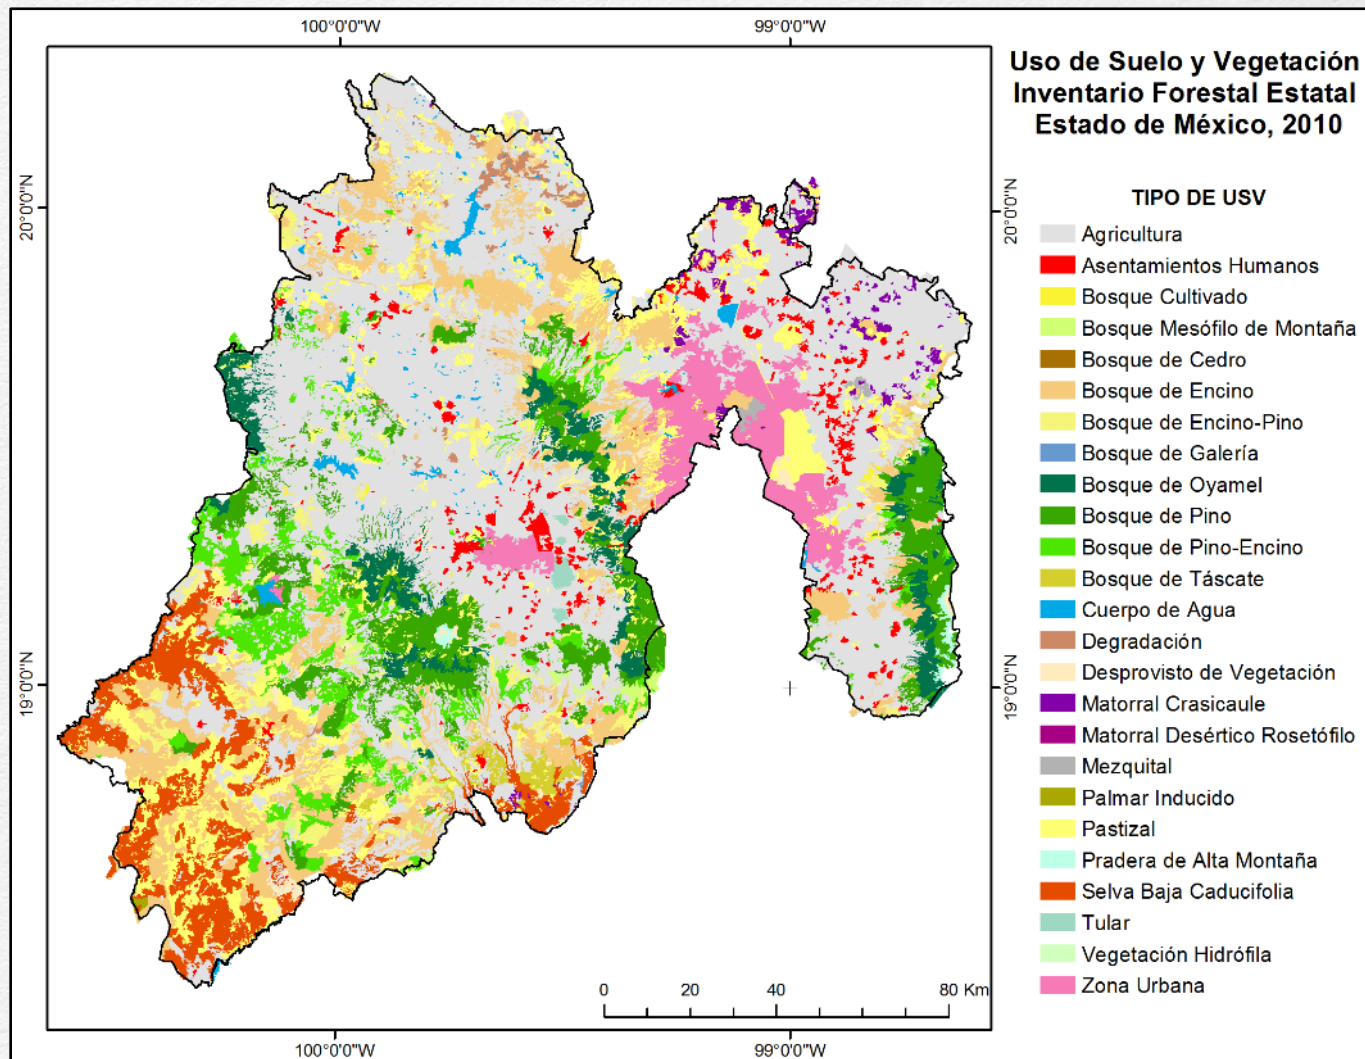 100°0'0"W
99°0'0"W
Uso de Suelo y Vegetación
Inventario Forestal Estatal
Estado de México, 2010
20°0'0"N
20°0'0"N
TIPO DE USV
Agricultura
Asentamientos Humanos
Bosque Cultivado
Bosque Mesófilo de Montaña
Bosque de Cedro
Bosque de Encino
Bosque de Encino-Pino
Bosque de Galería
Bosque de Oyamel
Bosque de Pino
Bosque de Pino-Encino
Bosque de Táscate
Cuerpo de Agua
Degradación
Desprovisto de Vegetación
Matorral Crasicaule
Matorral Desértico Rosetófilo
Mezquital
Palmar Inducido
Pastizal
Pradera de Alta Montaña
Selva Baja Caducifolia
Tular
Vegetación Hidrófila
Zona Urbana
19°0'0"N
19°0'0"N
0 20 40 80 Km
100°0'0"W
99°0'0"W